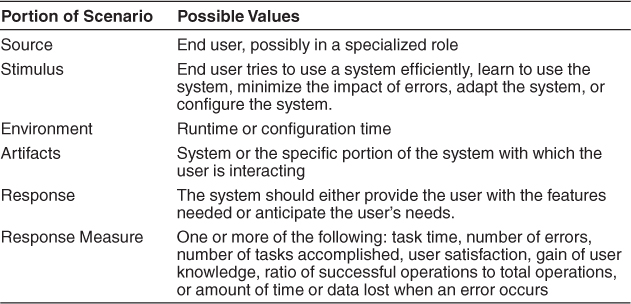 Portion of Scenario Possible Values
Source End user, possibly in a specialized role
Stimulus End user tries to use a system efficiently, learn to use the
system, minimize the impact of errors, adapt the system, or
configure the system.
Environment Runtime or configuration time
Artifacts System or the specific portion of the system with which the
user is interacting
Response The system should either provide the user with the features
needed or anticipate the user's needs.
Response Measure One or more of the following: task time, number of errors,
number of tasks accomplished, user satisfaction, gain of user
knowledge, ratio of successful operations to total operations,
or amount of time or data lost when an error occurs